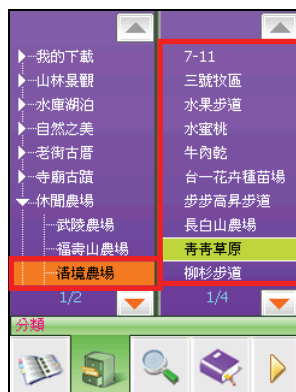 我的下載
山林景觀
水庫湖泊
自然之美
老街古厝
寺廟古蹟
休閒農場
武陵農場
福壽山農場
清境農場
1/2
7-11
三號牧區
水果步道
水蜜桃
牛肉乾
台一花卉種苗場
步步高昇步道
長白山農場
青青草原
柳杉步道
1/4
分類